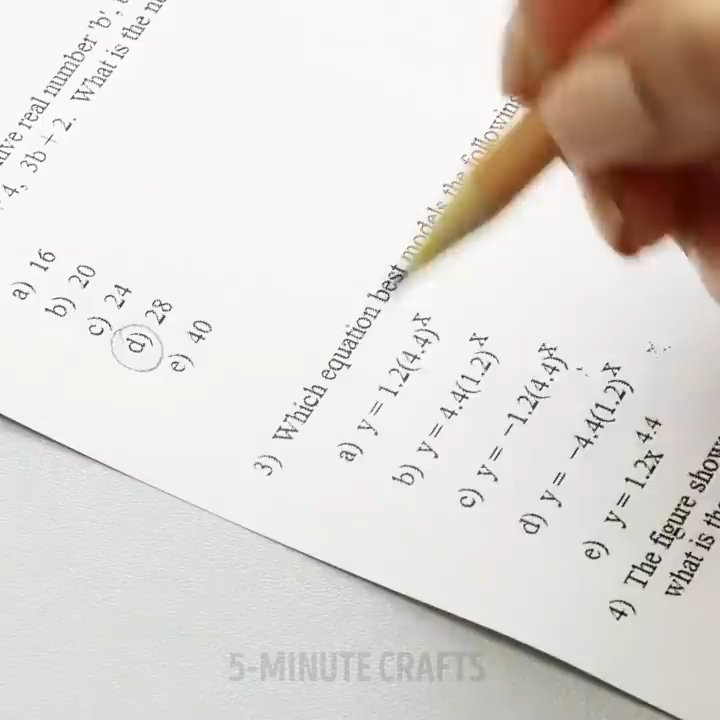 real number 'b',
4, 3b + 2. What is the
a) 16
b) 20
c) 24
d) 28
e) 40
3) Which equation best models the following
a) y = 1.2(4.4)^x
b) y = 4.4(1.2)^x
c) y = −1.2(4.4)^x
d) y = −4.4(1.2)^x
e) y = 1.2x^4.4
4) The figure show
what is the
5-MINUTE CRAFTS